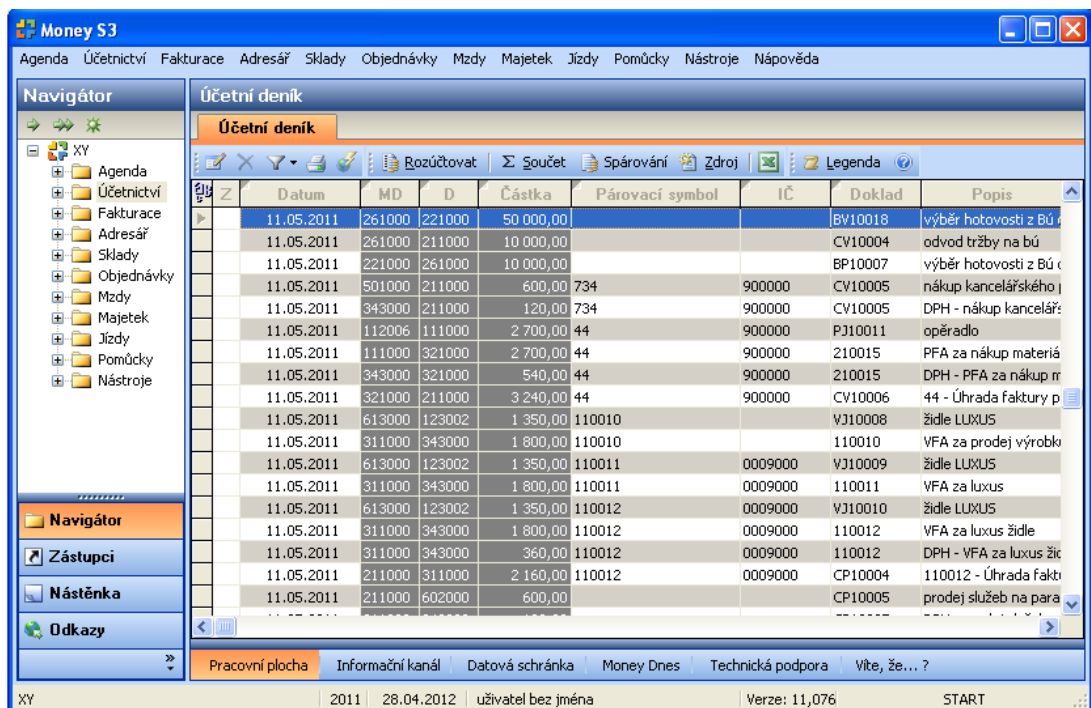 Money S3
Agenda Účetnictví Fakturace Adresář Sklady Objednávky Mzdy Majetek Jízdy Pomůcky Nástroje Nápověda
Navigátor
XY
Agenda
Účetnictví
Fakturace
Adresář
Sklady
Objednávky
Mzdy
Majetek
Jízdy
Pomůcky
Nástroje
Navigátor
Zástupci
Nástěnka
Odkazy
Účetní deník
Účetní deník
Rozúčtovat Σ Součet Spárování Zdroj Legenda
Z Datum MD D Částka Párovací symbol IČ Doklad Popis
11.05.2011 261000 221000 50 000,00 BV10018 výběr hotovosti z Bú
11.05.2011 261000 211000 10 000,00 CV10004 odvod tržby na bú
11.05.2011 221000 261000 10 000,00 BP10007 výběr hotovosti z Bú
11.05.2011 501000 211000 600,00 734 900000 CV10005 nákup kancelářského
11.05.2011 343000 211000 120,00 734 900000 CV10005 DPH - nákup kancelářs
11.05.2011 112006 111000 2 700,00 44 900000 PJ10011 opěradlo
11.05.2011 111000 321000 2 700,00 44 900000 210015 PFA za nákup materiá
11.05.2011 343000 321000 540,00 44 900000 210015 DPH - PFA za nákup m
11.05.2011 321000 211000 3 240,00 44 900000 CV10006 44 - Úhrada faktury p
11.05.2011 613000 123002 1 350,00 110010 VJ10008 židle LUXUS
11.05.2011 311000 343000 1 800,00 110010 110010 VFA za prodej výrobk
11.05.2011 613000 123002 1 350,00 110011 0009000 VJ10009 židle LUXUS
11.05.2011 311000 343000 1 800,00 110011 0009000 110011 VFA za luxus
11.05.2011 613000 123002 1 350,00 110012 0009000 VJ10010 židle LUXUS
11.05.2011 311000 343000 1 800,00 110012 0009000 110012 VFA za luxus židle
11.05.2011 311000 343000 360,00 110012 0009000 110012 DPH - VFA za luxus žid
11.05.2011 211000 311000 2 160,00 110012 0009000 CP10004 110012 - Úhrada fakt
11.05.2011 211000 602000 600,00 CP10005 prodej služeb na para
Pracovní plocha Informační kanál Datová schránka Money Dnes Technická podpora Víte, že... ?
XY 2011 28.04.2012 uživatel bez jména Verze: 11,076 START